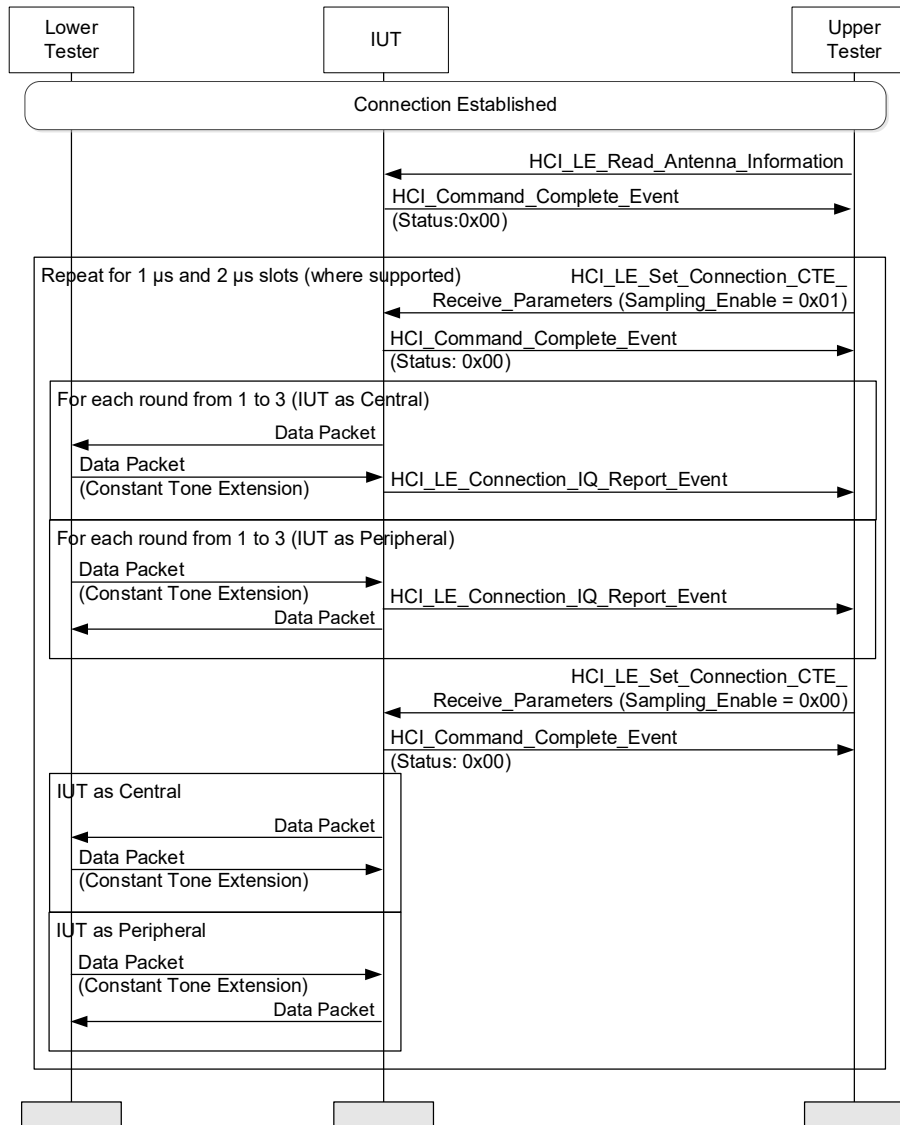 Lower
Tester
IUT
Upper
Tester
Connection Established
HCI_LE_Read_Antenna_Information
HCI_Command_Complete_Event
(Status:0x00)
Repeat for 1 µs and 2 µs slots (where supported)
HCI_LE_Set_Connection_CTE_
Receive_Parameters (Sampling_Enable = 0x01)
HCI_Command_Complete_Event
(Status: 0x00)
For each round from 1 to 3 (IUT as Central)
Data Packet
Data Packet
(Constant Tone Extension)
HCI_LE_Connection_IQ_Report_Event
For each round from 1 to 3 (IUT as Peripheral)
Data Packet
(Constant Tone Extension)
HCI_LE_Connection_IQ_Report_Event
Data Packet
HCI_LE_Set_Connection_CTE_
Receive_Parameters (Sampling_Enable = 0x00)
HCI_Command_Complete_Event
(Status: 0x00)
IUT as Central
Data Packet
Data Packet
(Constant Tone Extension)
IUT as Peripheral
Data Packet
(Constant Tone Extension)
Data Packet